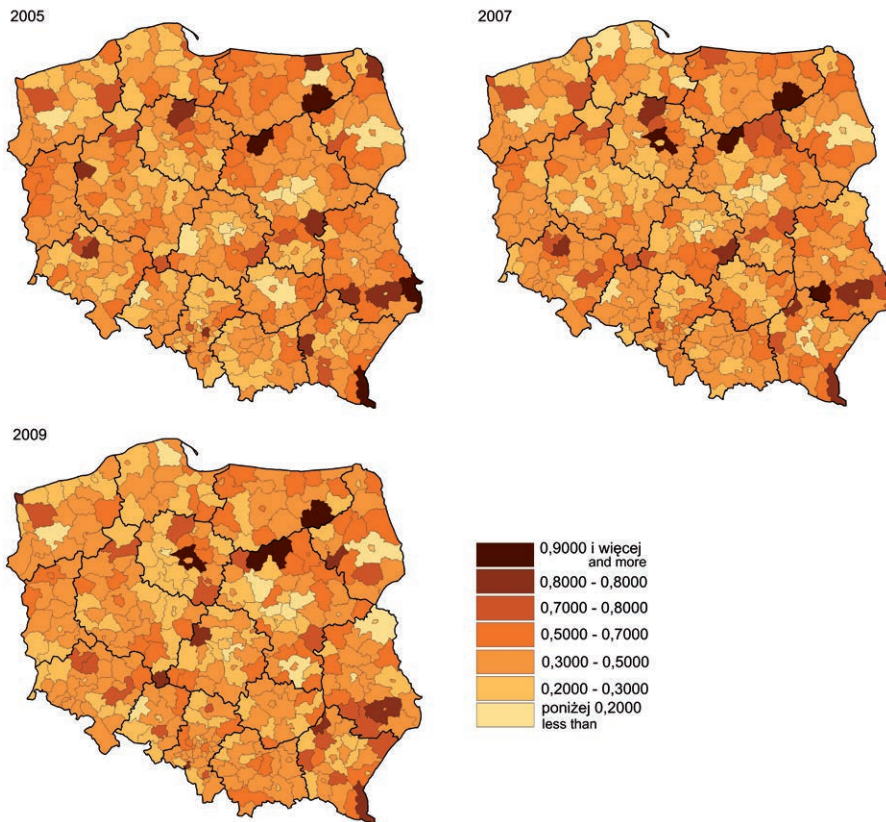 2005
2007
2009
0,9000 i więcej
and more
0,8000 - 0,8000
0,7000 - 0,8000
0,5000 - 0,7000
0,3000 - 0,5000
0,2000 - 0,3000
poniżej 0,2000
less than